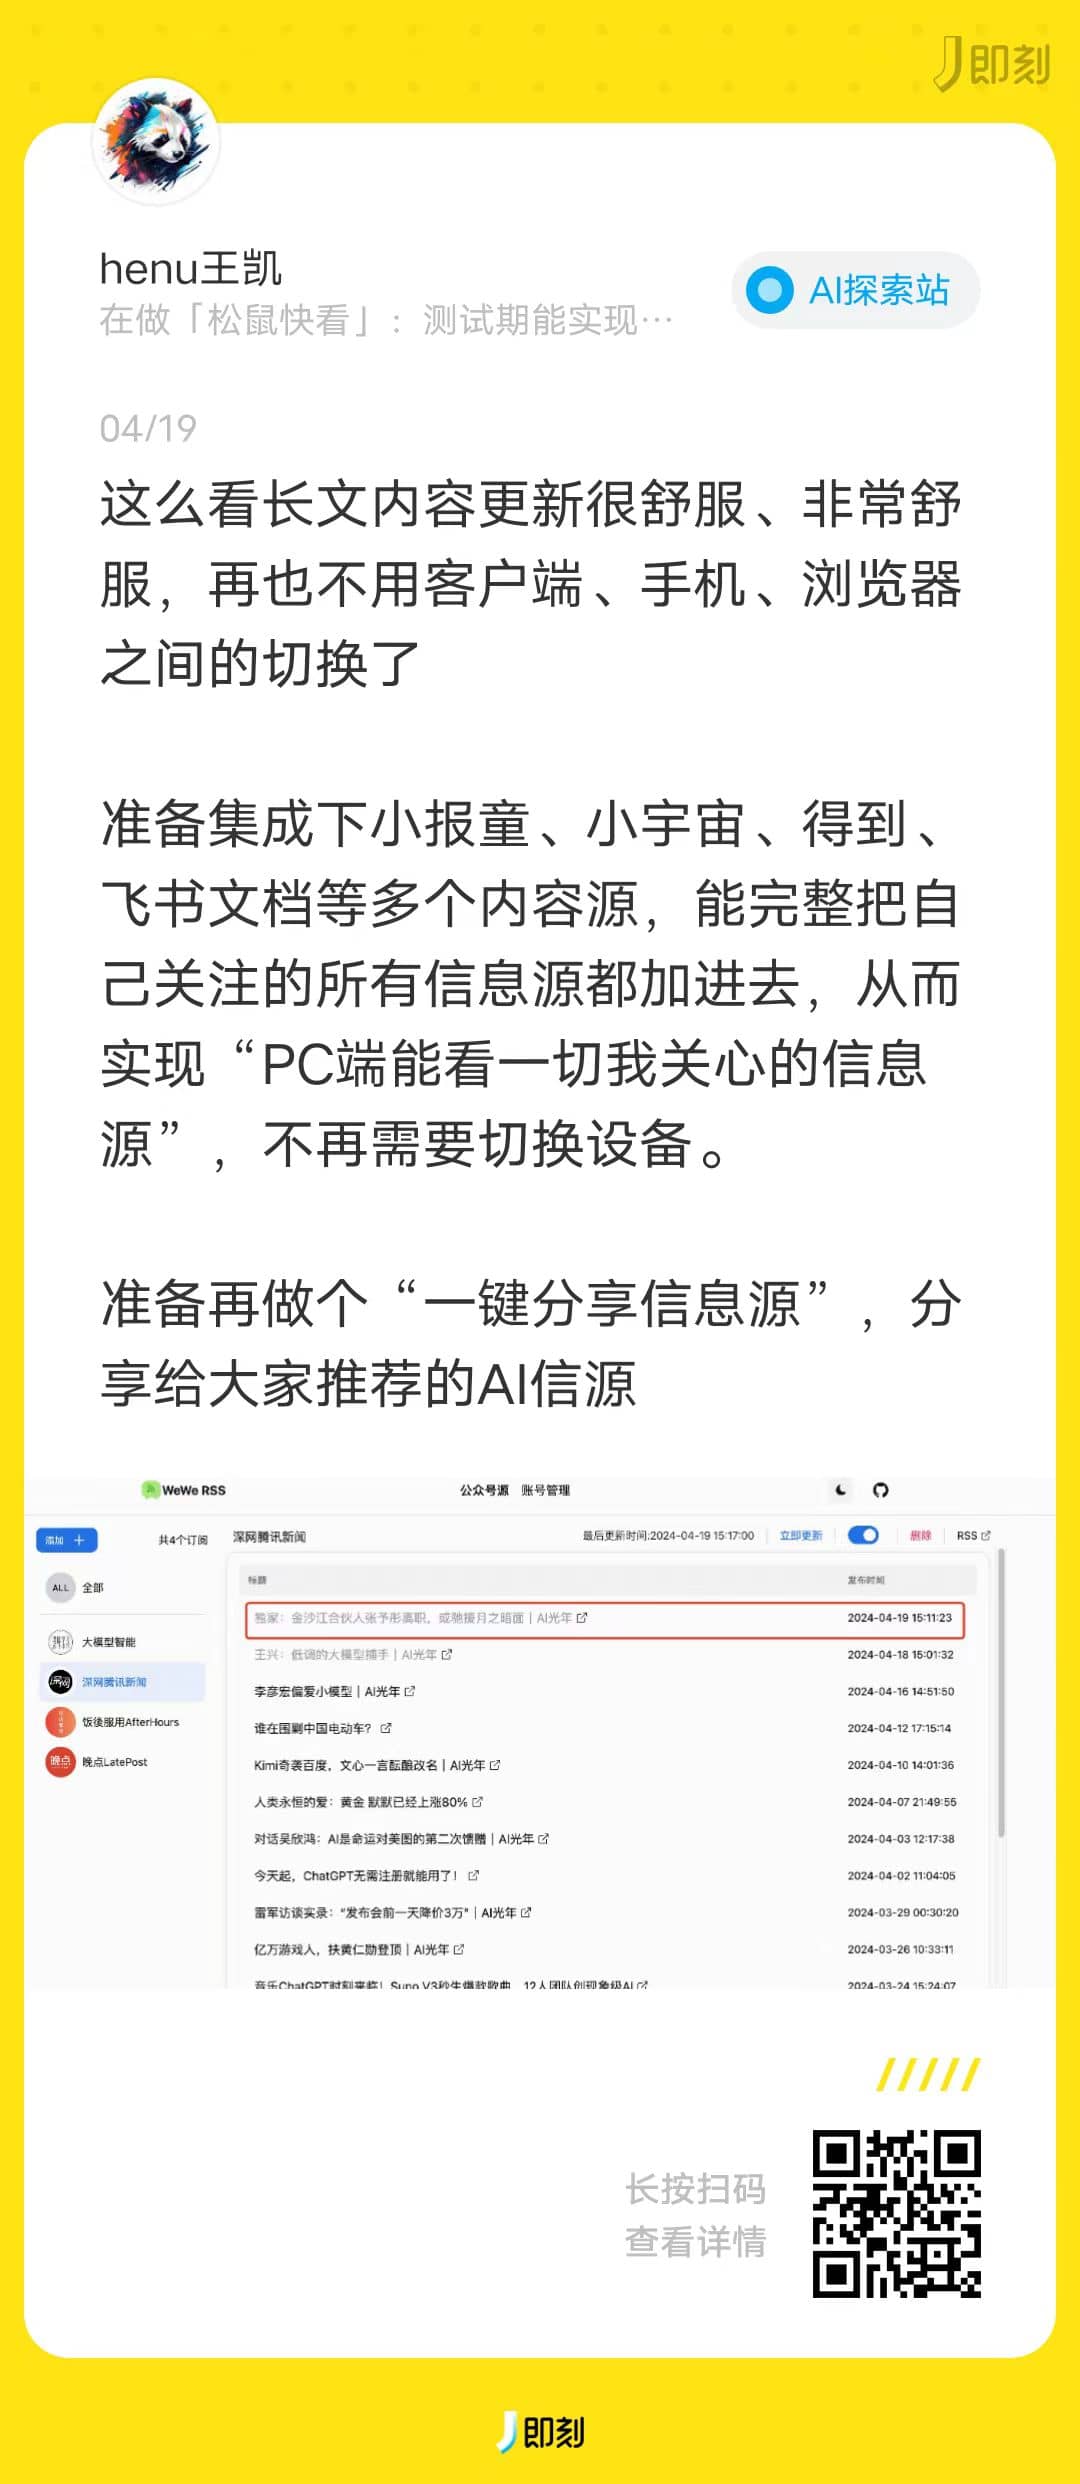 即刻
henu王凯
在做「松鼠快看」：测试期能实现…
AI探索站
04/19
这么看长文内容更新很舒服、非常舒
服，再也不用客户端、手机、浏览器
之间的切换了
准备集成下小报童、小宇宙、得到、
飞书文档等多个内容源，能完整把自
己关注的所有信息源都加进去，从而
实现“PC端能看一切我关心的信息
源”，不再需要切换设备。
准备再做个“一键分享信息源”，分
享给大家推荐的AI信源
WeWe RSS
公众号源 账号管理
添加 +
共4个订阅
深网腾讯新闻
最后更新时间:2024-04-19 15:17:00
立即更新
删除
RSS
ALL 全部
大模型智能
深网腾讯新闻
饭後服用AfterHours
晚点 晚点LatePost
标题 发布时间
独家：金沙江合伙人张予彤离职，或驰援月之暗面 | AI光年 2024-04-19 15:11:23
王兴：低调的大模型捕手 | AI光年 2024-04-18 15:01:32
李彦宏偏爱小模型 | AI光年 2024-04-16 14:51:50
谁在围剿中国电动车？ 2024-04-12 17:15:14
Kimi奇袭百度，文心一言酝酿改名 | AI光年 2024-04-10 14:01:36
人类永恒的爱：黄金 默默已经上涨80% 2024-04-07 21:49:55
对话吴欣鸿：AI是命运对美图的第二次馈赠 | AI光年 2024-04-03 12:17:38
今天起，ChatGPT无需注册就能用了！ 2024-04-02 11:04:05
雷军访谈实录：“发布会前一天降价3万” | AI光年 2024-03-29 00:30:20
亿万游戏人，扶黄仁勋登顶 | AI光年 2024-03-26 10:33:11
音乐ChatGPT时刻来临！Suno V3秒生爆款歌曲，12人团队创现象级AI 2024-03-24 15:24:07
长按扫码
查看详情
即刻